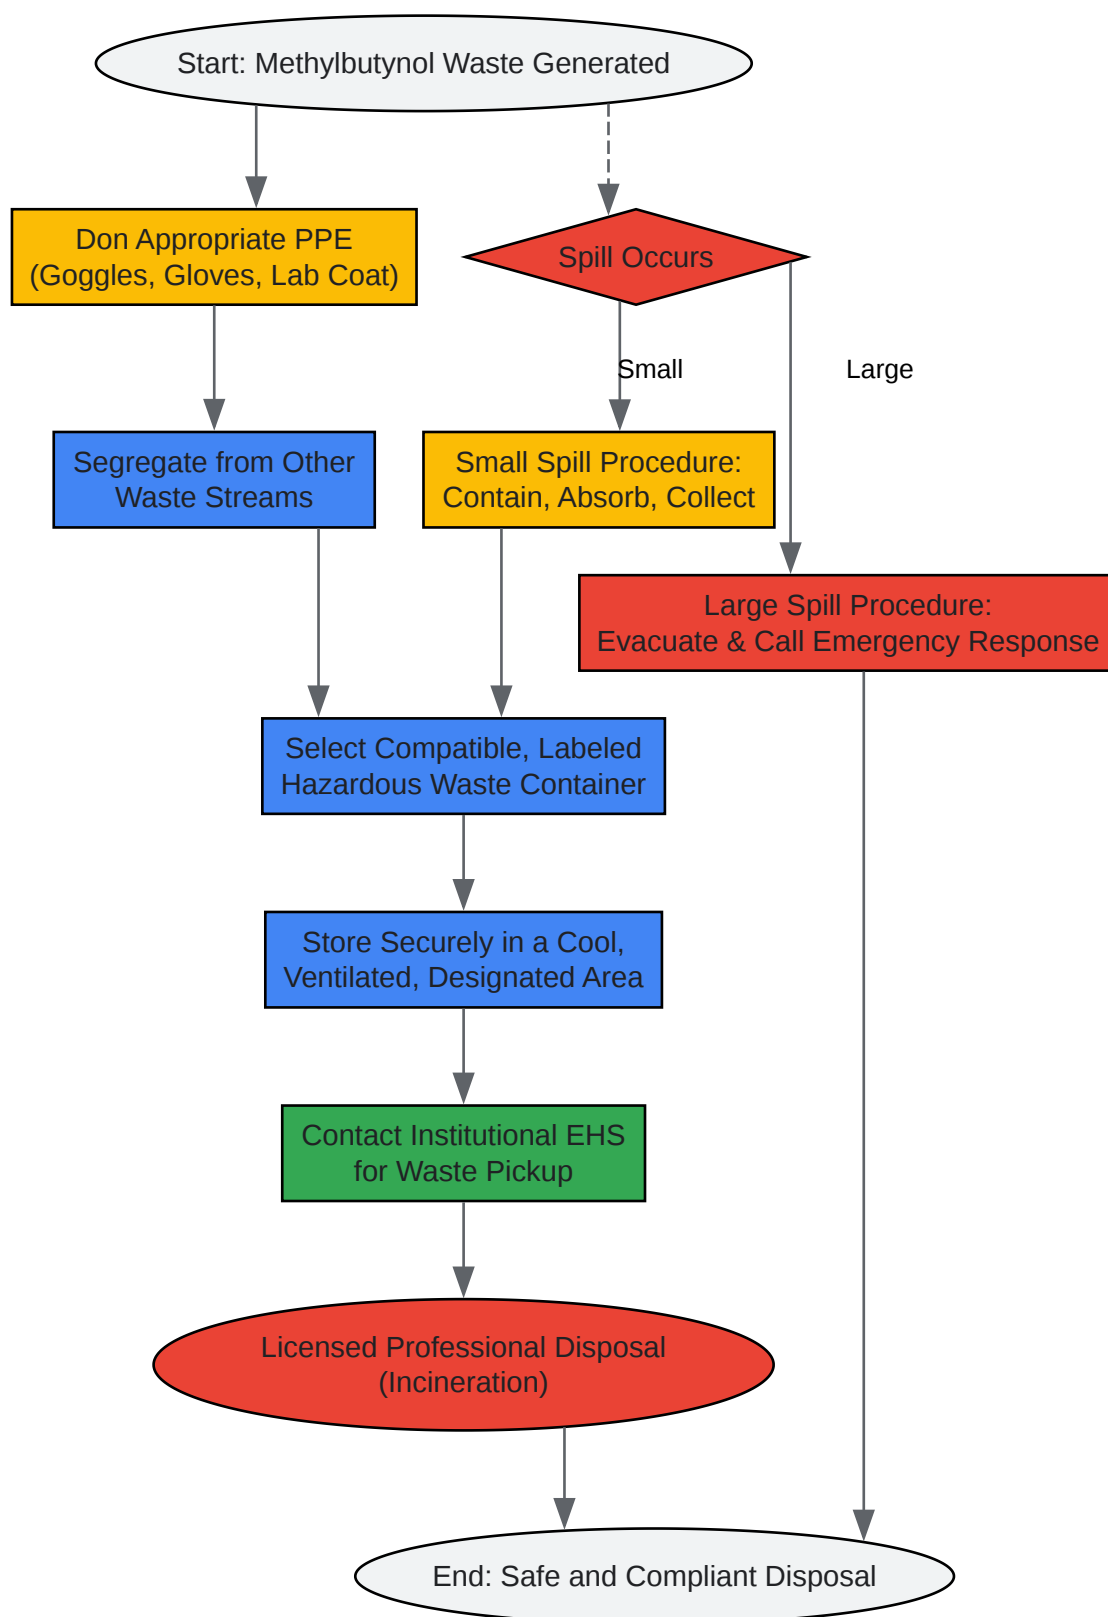 Start: Methylbutynol Waste Generated
Don Appropriate PPE
(Goggles, Gloves, Lab Coat)
Spill Occurs
Small
Large
Segregate from Other
Waste Streams
Small Spill Procedure:
Contain, Absorb, Collect
Large Spill Procedure:
Evacuate & Call Emergency Response
Select Compatible, Labeled
Hazardous Waste Container
Store Securely in a Cool,
Ventilated, Designated Area
Contact Institutional EHS
for Waste Pickup
Licensed Professional Disposal
(Incineration)
End: Safe and Compliant Disposal